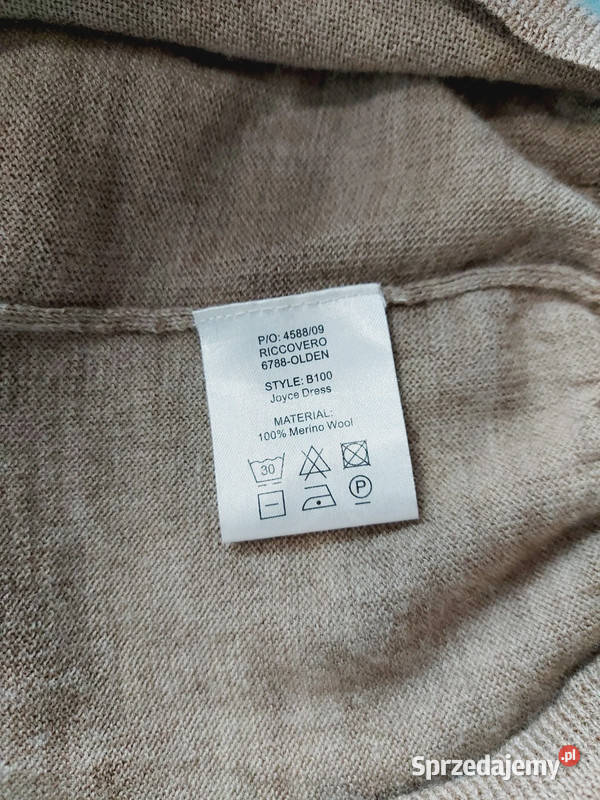 P/O: 4588/09
RICCOVERO
6788-OLDEN
STYLE: B100
Joyce Dress
MATERIAL:
100% Merino Wool
30
P
Sprzedajemy.pl